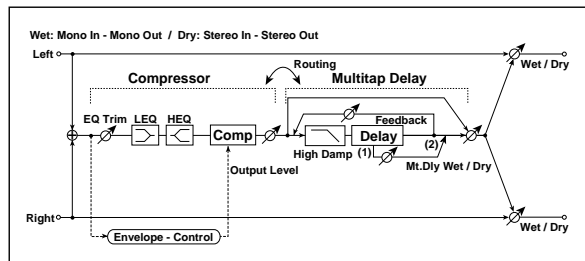 Wet: Mono In - Mono Out / Dry: Stereo In - Stereo Out
Left
Wet / Dry
Routing
Compressor
Multitap Delay
EQ Trim
LEQ
HEQ
Comp
Feedback
Delay
High Damp
(1)
(2)
Output Level
Mt.Dly Wet / Dry
Right
Envelope - Control
Wet / Dry